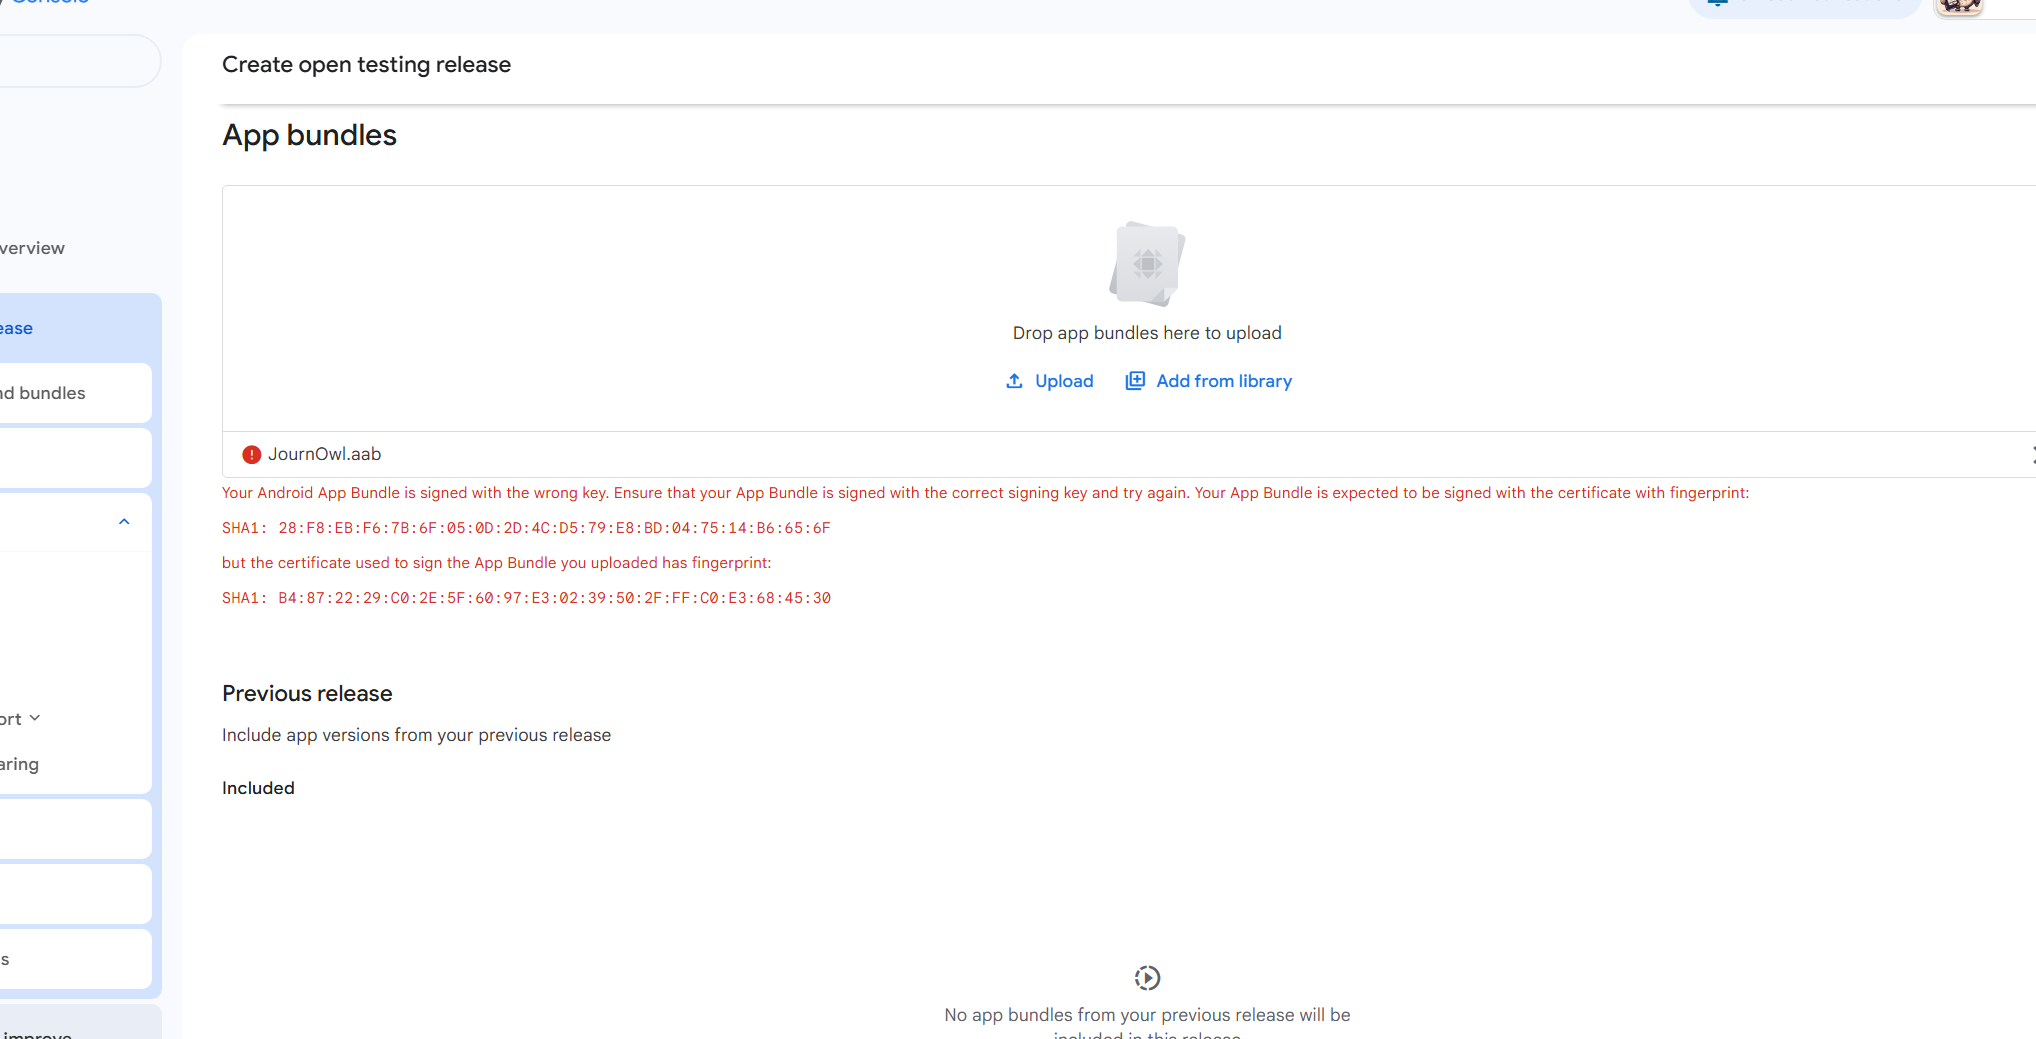 Create open testing release
App bundles
verview
ease
nd bundles
ort
aring
s
improve
Drop app bundles here to upload
Upload
Add from library
JournOwl.aab
Your Android App Bundle is signed with the wrong key. Ensure that your App Bundle is signed with the correct signing key and try again. Your App Bundle is expected to be signed with the certificate with fingerprint:
SHA1: 28:F8:EB:F6:7B:6F:05:0D:2D:4C:D5:79:E8:BD:04:75:14:B6:65:6F
but the certificate used to sign the App Bundle you uploaded has fingerprint:
SHA1: B4:87:22:29:C0:2E:5F:60:97:E3:02:39:50:2F:FF:C0:E3:68:45:30
Previous release
Include app versions from your previous release
Included
No app bundles from your previous release will be
included in this release